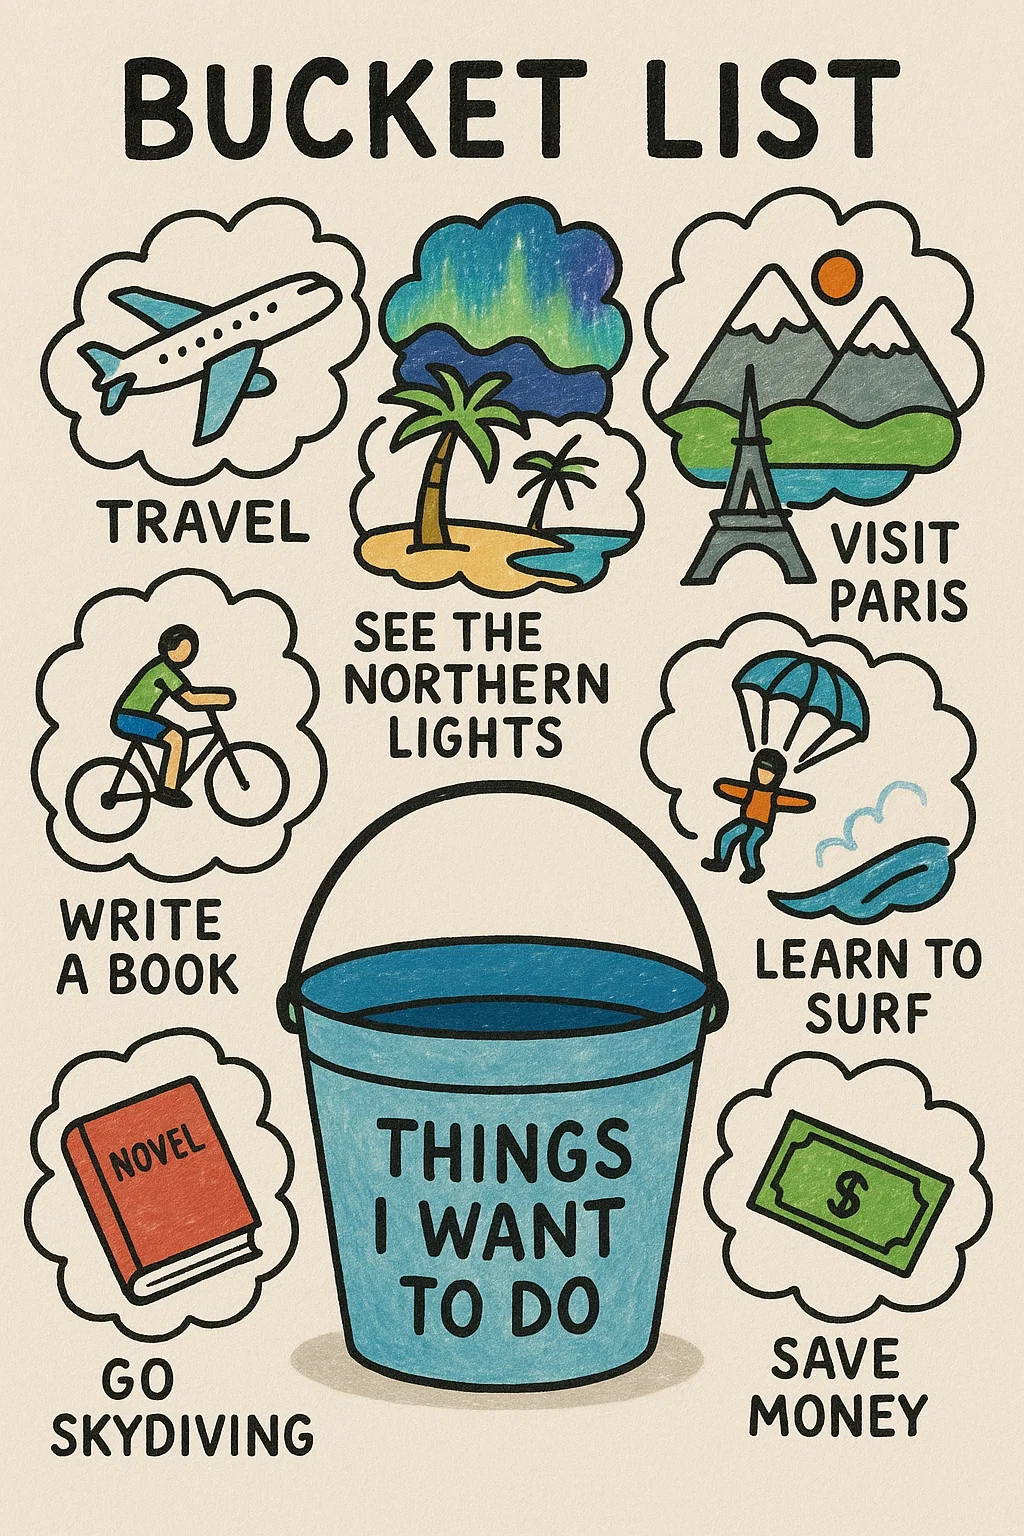 BUCKET LIST
TRAVEL
SEE THE
NORTHERN
LIGHTS
VISIT
PARIS
WRITE
A BOOK
LEARN TO
SURF
NOVEL
GO
SKYDIVING
THINGS
I WANT
TO DO
$
SAVE
MONEY